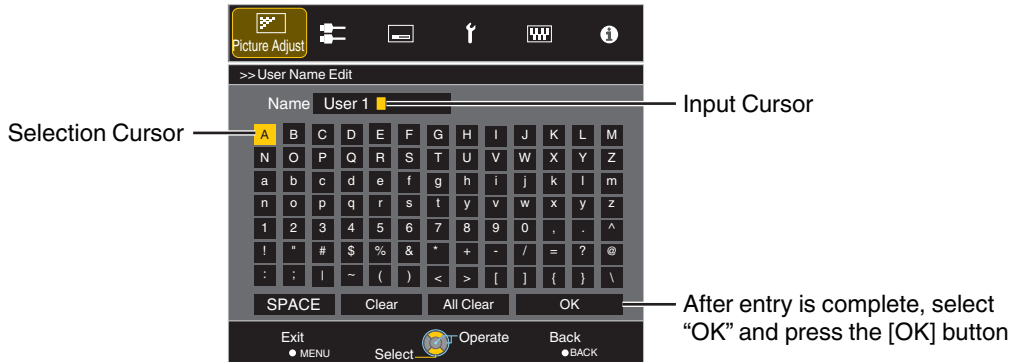 Picture Adjust
>>User Name Edit
Name User 1
Input Cursor
Selection Cursor
A B C D E F G H I J K L M
N O P Q R S T U V W X Y Z
a b c d e f g h i j k l m
n o p q r s t y v w x y z
1 2 3 4 5 6 7 8 9 0 , . ^
! " # $ % & * + - / = ? @
: ; | ~ ( ) < > [ ] { } \
SPACE Clear All Clear OK
After entry is complete, select
“OK” and press the [OK] button
Exit Operate Back
MENU Select BACK